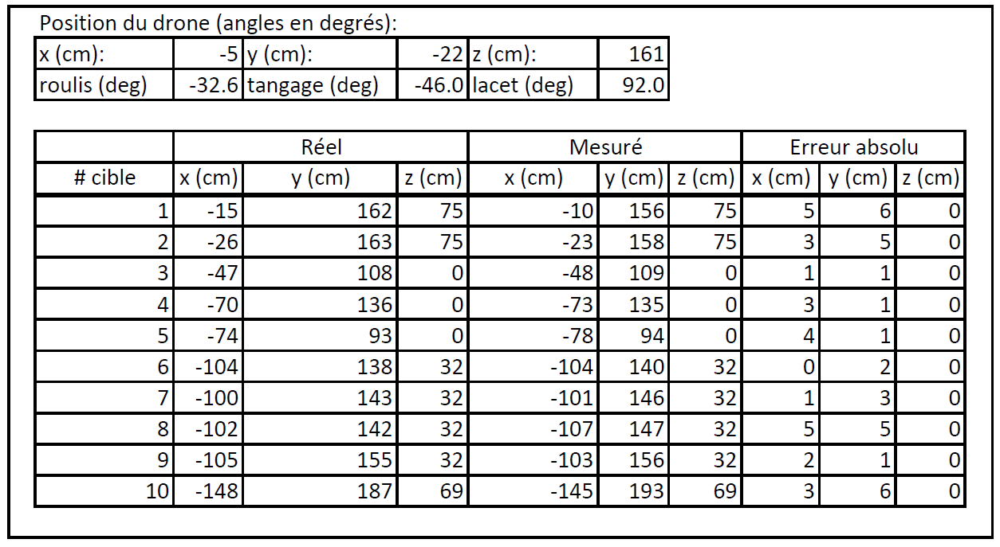 Position du drone (angles en degrés):
x (cm): -5 y (cm): -22 z (cm): 161
roulis (deg) -32.6 tangage (deg) -46.0 lacet (deg) 92.0
Réel Mesuré Erreur absolu
# cible x (cm) y (cm) z (cm) x (cm) y (cm) z (cm) x (cm) y (cm) z (cm)
1 -15 162 75 -10 156 75 5 6 0
2 -26 163 75 -23 158 75 3 5 0
3 -47 108 0 -48 109 0 1 1 0
4 -70 136 0 -73 135 0 3 1 0
5 -74 93 0 -78 94 0 4 1 0
6 -104 138 32 -104 140 32 0 2 0
7 -100 143 32 -101 146 32 1 3 0
8 -102 142 32 -107 147 32 5 5 0
9 -105 155 32 -103 156 32 2 1 0
10 -148 187 69 -145 193 69 3 6 0